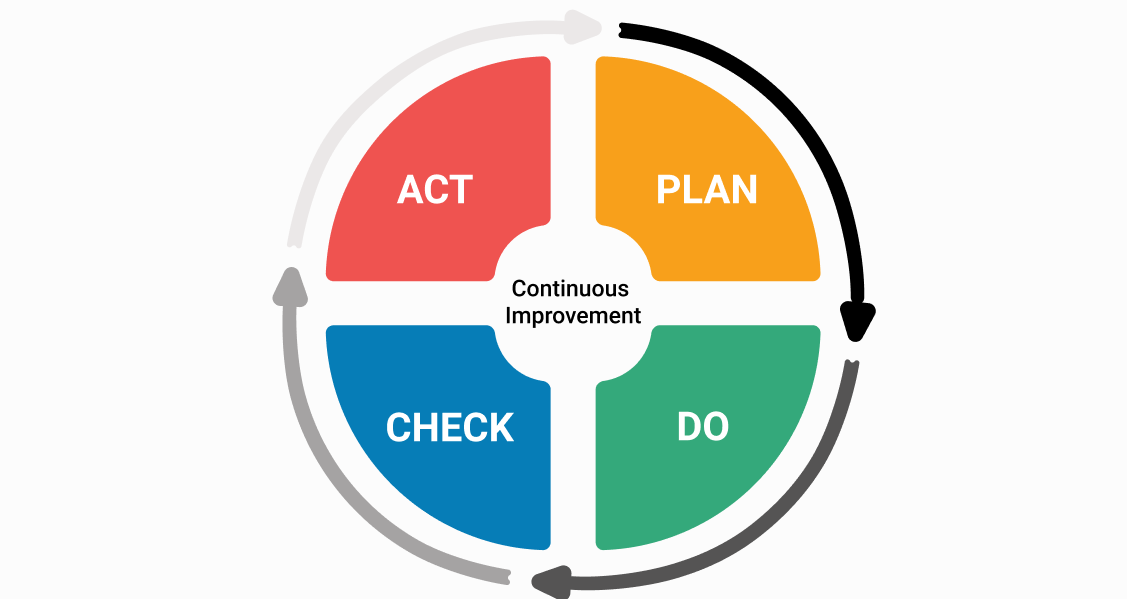 ACT
PLAN
Continuous
Improvement
CHECK
DO